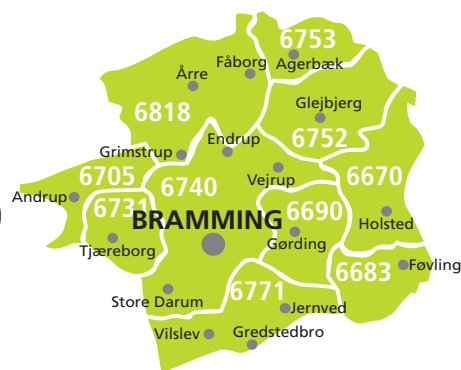 6753
Fåborg
Agerbæk
Årre
Glejbjerg
6818
Endrup
6752
Grimstrup
6705
6740
Vejrup
6670
Andrup
6731
BRAMMING
6690
Holsted
Tjæreborg
Gørding
6683
Føvling
6771
Store Darum
Jernved
Vilslev
Gredstedbro